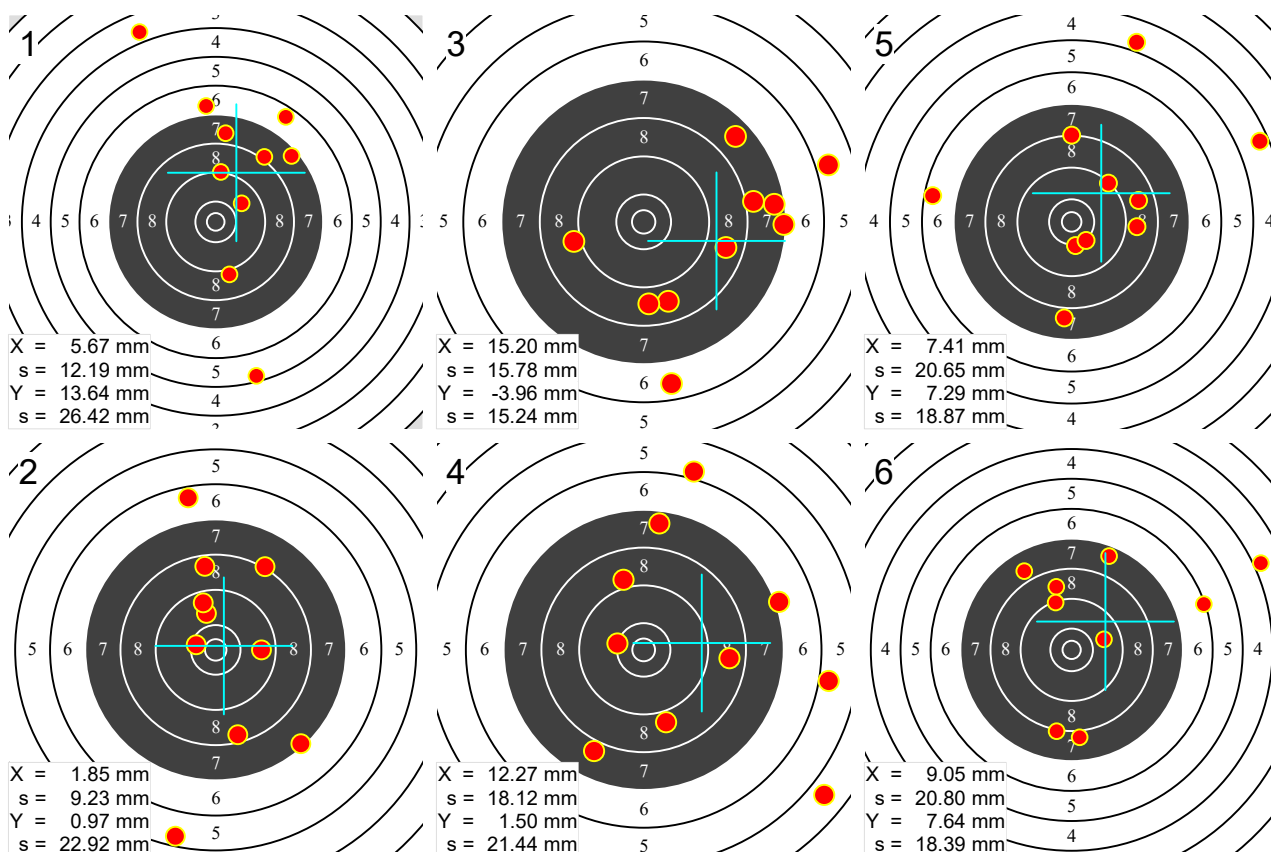 1
3
4
5
6
7
8
3 4 5 6 7 8 8 7 6 5 4 3
8
7
6
5
4
3
X = 5.67 mm
s = 12.19 mm
Y = 13.64 mm
s = 26.42 mm
3
5
6
7
8
5 6 7 8 8 7 6 5
8
7
6
5
X = 15.20 mm
s = 15.78 mm
Y = -3.96 mm
s = 15.24 mm
5
4
5
6
7
8
4 5 6 7 8 8 7 6 5 4
8
7
6
5
4
X = 7.41 mm
s = 20.65 mm
Y = 7.29 mm
s = 18.87 mm
2
5
6
7
8
5 6 7 8 8 7 6 5
8
7
6
5
X = 1.85 mm
s = 9.23 mm
Y = 0.97 mm
s = 22.92 mm
4
5
6
7
8
5 6 7 8 8 7 6 5
8
7
6
5
X = 12.27 mm
s = 18.12 mm
Y = 1.50 mm
s = 21.44 mm
6
4
5
6
7
8
4 5 6 7 8 8 7 6 5 4
8
7
6
5
4
X = 9.05 mm
s = 20.80 mm
Y = 7.64 mm
s = 18.39 mm